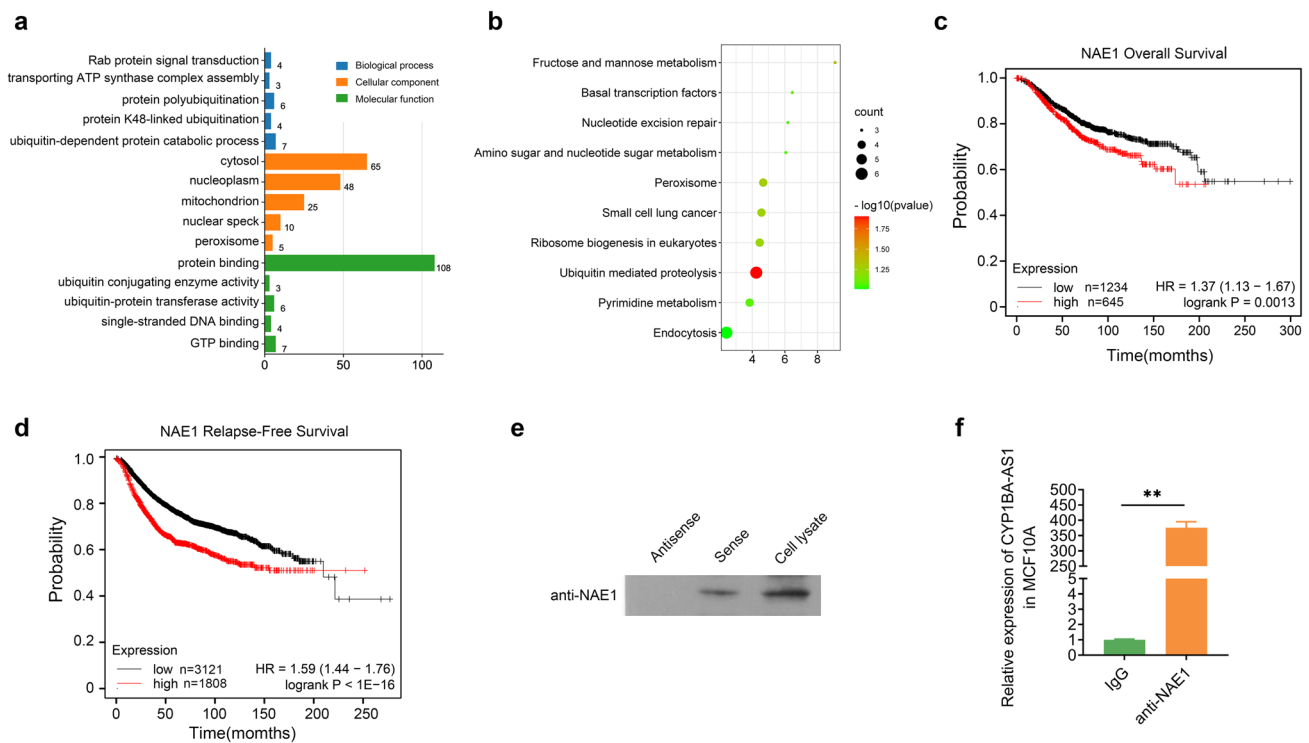 a
Rab protein signal transduction
transporting ATP synthase complex assembly
protein polyubiquitination
protein K48-linked ubiquitination
ubiquitin-dependent protein catabolic process
cytosol
nucleoplasm
mitochondrion
nuclear speck
peroxisome
protein binding
ubiquitin conjugating enzyme activity
ubiquitin-protein transferase activity
single-stranded DNA binding
GTP binding
4
3
6
4
7
65
48
25
10
5
108
3
6
4
7
Biological process
Cellular component
Molecular function
0 50 100
b
Fructose and mannose metabolism
Basal transcription factors
Nucleotide excision repair
Amino sugar and nucleotide sugar metabolism
Peroxisome
Small cell lung cancer
Ribosome biogenesis in eukaryotes
Ubiquitin mediated proteolysis
Pyrimidine metabolism
Endocytosis
4 6 8
count
3
4
5
6
- log10(pvalue)
1.75
1.50
1.25
c
NAE1 Overall Survival
Probability
1.0
0.8
0.6
0.4
0.2
0
Expression
low n=1234
high n=645
HR = 1.37 (1.13 − 1.67)
logrank P = 0.0013
0 50 100 150 200 250 300
Time(momths)
d
NAE1 Relapse-Free Survival
Probability
1.0
0.8
0.6
0.4
0.2
0
Expression
low n=3121
high n=1808
HR = 1.59 (1.44 − 1.76)
logrank P < 1E−16
0 50 100 150 200 250
Time(momths)
e
Antisense
Sense
Cell lysate
anti-NAE1
f
Relative expression of CYP1BA-AS1
in MCF10A
500
450
400
350
300
250
5
4
3
2
1
0
**
IgG
anti-NAE1